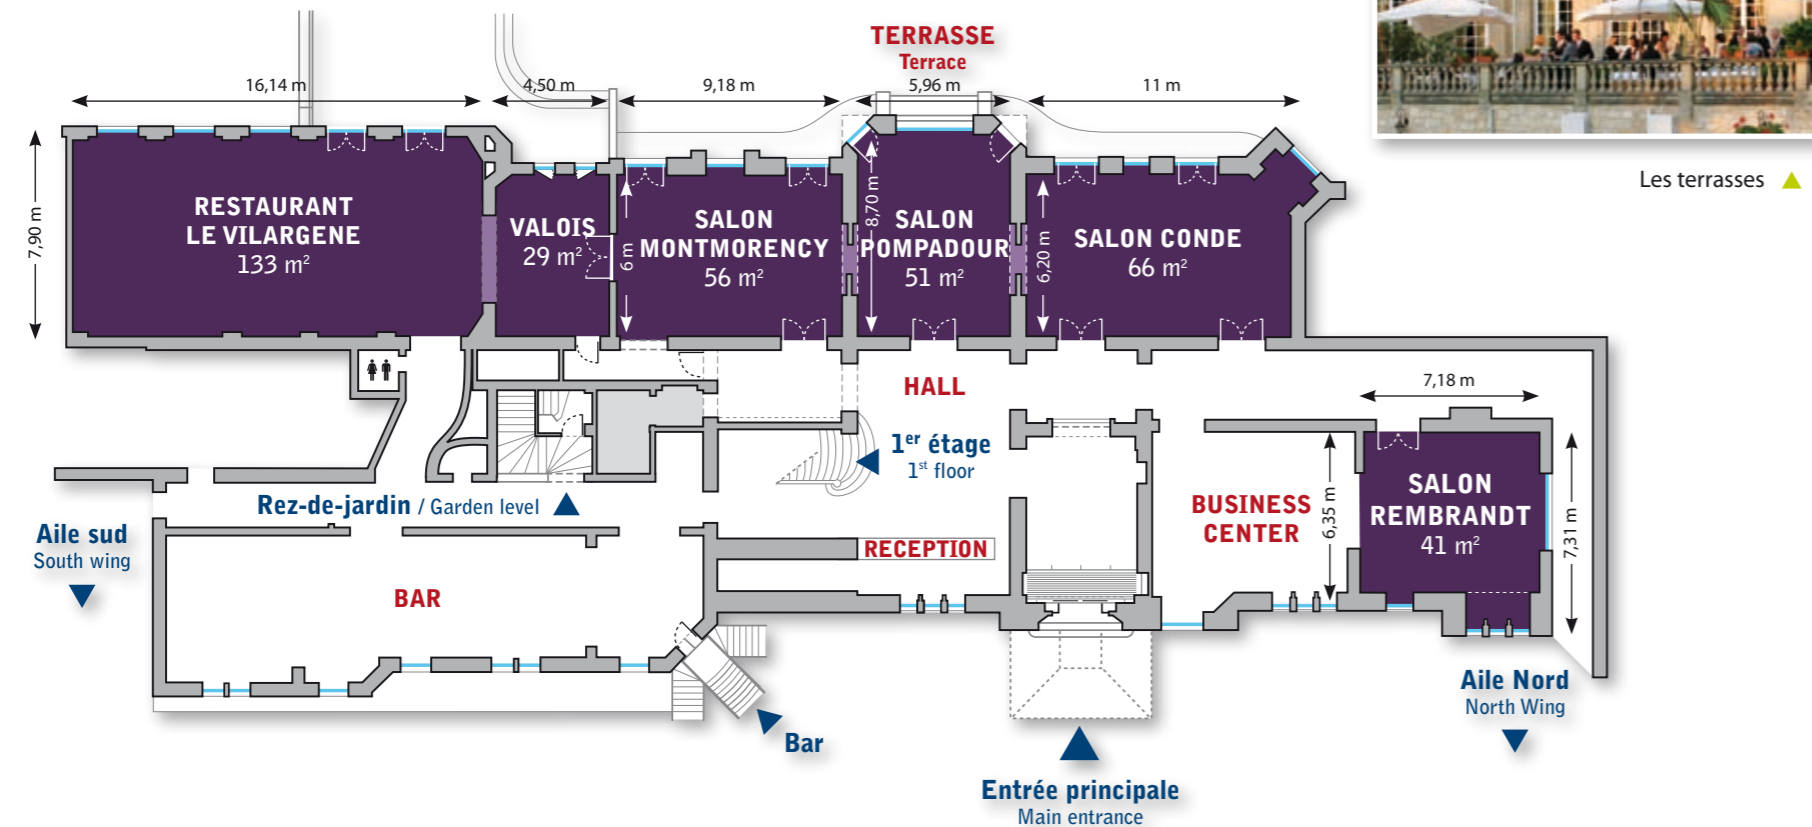 TERRASSE
Terrace
16,14 m
4,50 m
9,18 m
5,96 m
11 m
7,90 m
RESTAURANT
LE VILARGENE
133 m²
VALOIS
29 m²
6 m
SALON
MONTMORENCY
56 m²
8,70 m
SALON
POMPADOUR
51 m²
6,20 m
SALON CONDE
66 m²
Les terrasses
HALL
7,18 m
1er étage
1st floor
Rez-de-jardin / Garden level
Aile sud
South wing
BUSINESS
CENTER
6,35 m
SALON
REMBRANDT
41 m²
7,31 m
RECEPTION
BAR
Bar
Aile Nord
North Wing
Entrée principale
Main entrance